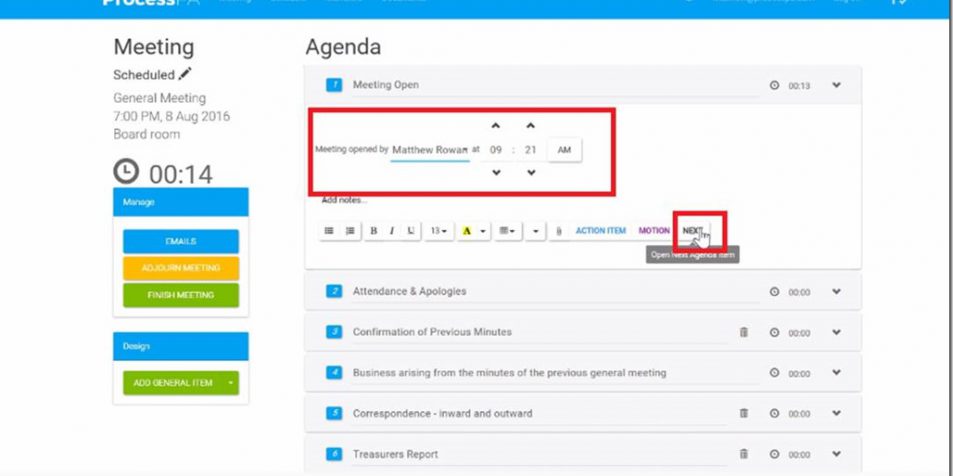 ProcessPA
Meeting
Scheduled
General Meeting
7:00 PM, 8 Aug 2016
Board room
00:14
Manage
EMAILS
ADJOURN MEETING
FINISH MEETING
Design
ADD GENERAL ITEM
Agenda
1 Meeting Open 00:13
Meeting opened by Matthew Rowan at 09 : 21 AM
Add notes...
B I U 13 A ACTION ITEM MOTION NEXT
Open Next Agenda Item
2 Attendance & Apologies 00:00
3 Confirmation of Previous Minutes 00:00
4 Business arising from the minutes of the previous general meeting 00:00
5 Correspondence - inward and outward 00:00
6 Treasurers Report 00:00